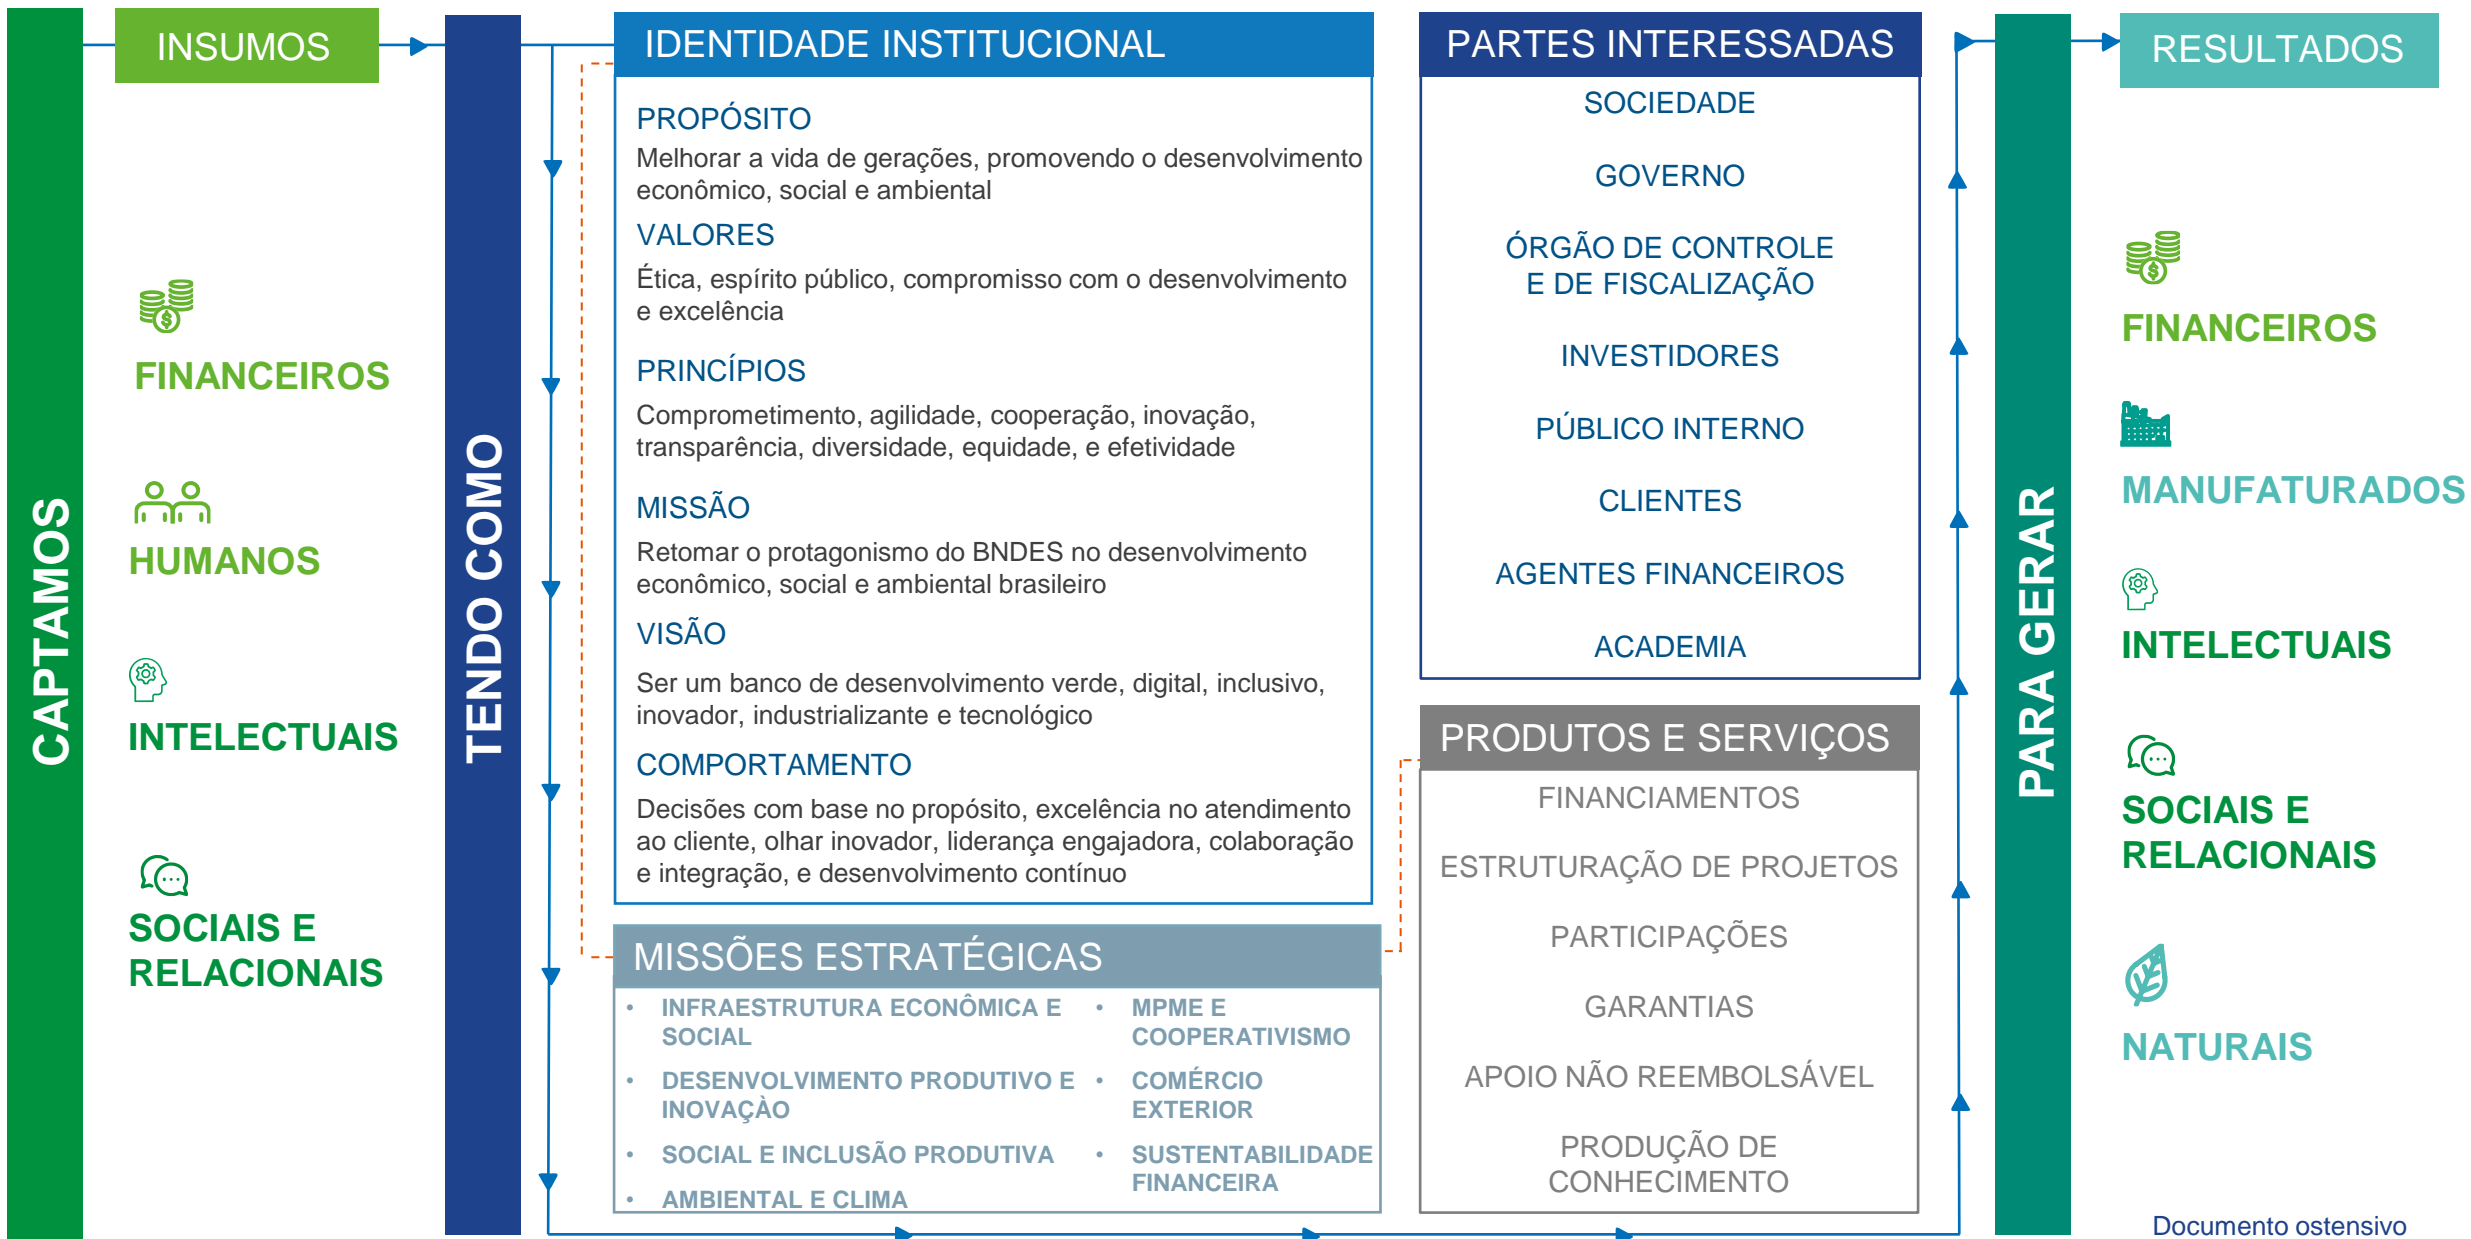 CAPTAMOS
INSUMOS
FINANCEIROS
HUMANOS
INTELECTUAIS
SOCIAIS E
RELACIONAIS
TENDO COMO
IDENTIDADE INSTITUCIONAL
PROPÓSITO
Melhorar a vida de gerações, promovendo o desenvolvimento
econômico, social e ambiental
VALORES
Ética, espírito público, compromisso com o desenvolvimento
e excelência
PRINCÍPIOS
Comprometimento, agilidade, cooperação, inovação,
transparência, diversidade, equidade, e efetividade
MISSÃO
Retomar o protagonismo do BNDES no desenvolvimento
econômico, social e ambiental brasileiro
VISÃO
Ser um banco de desenvolvimento verde, digital, inclusivo,
inovador, industrializante e tecnológico
COMPORTAMENTO
Decisões com base no propósito, excelência no atendimento
ao cliente, olhar inovador, liderança engajadora, colaboração
e integração, e desenvolvimento contínuo
MISSÕES ESTRATÉGICAS
• INFRAESTRUTURA ECONÔMICA E
SOCIAL
• DESENVOLVIMENTO PRODUTIVO E
INOVAÇÀO
• SOCIAL E INCLUSÃO PRODUTIVA
• AMBIENTAL E CLIMA
• MPME E
COOPERATIVISMO
• COMÉRCIO
EXTERIOR
• SUSTENTABILIDADE
FINANCEIRA
PARTES INTERESSADAS
SOCIEDADE
GOVERNO
ÓRGÃO DE CONTROLE
E DE FISCALIZAÇÃO
INVESTIDORES
PÚBLICO INTERNO
CLIENTES
AGENTES FINANCEIROS
ACADEMIA
PRODUTOS E SERVIÇOS
FINANCIAMENTOS
ESTRUTURAÇÃO DE PROJETOS
PARTICIPAÇÕES
GARANTIAS
APOIO NÃO REEMBOLSÁVEL
PRODUÇÃO DE
CONHECIMENTO
PARA GERAR
RESULTADOS
FINANCEIROS
MANUFATURADOS
INTELECTUAIS
SOCIAIS E
RELACIONAIS
NATURAIS
Documento ostensivo